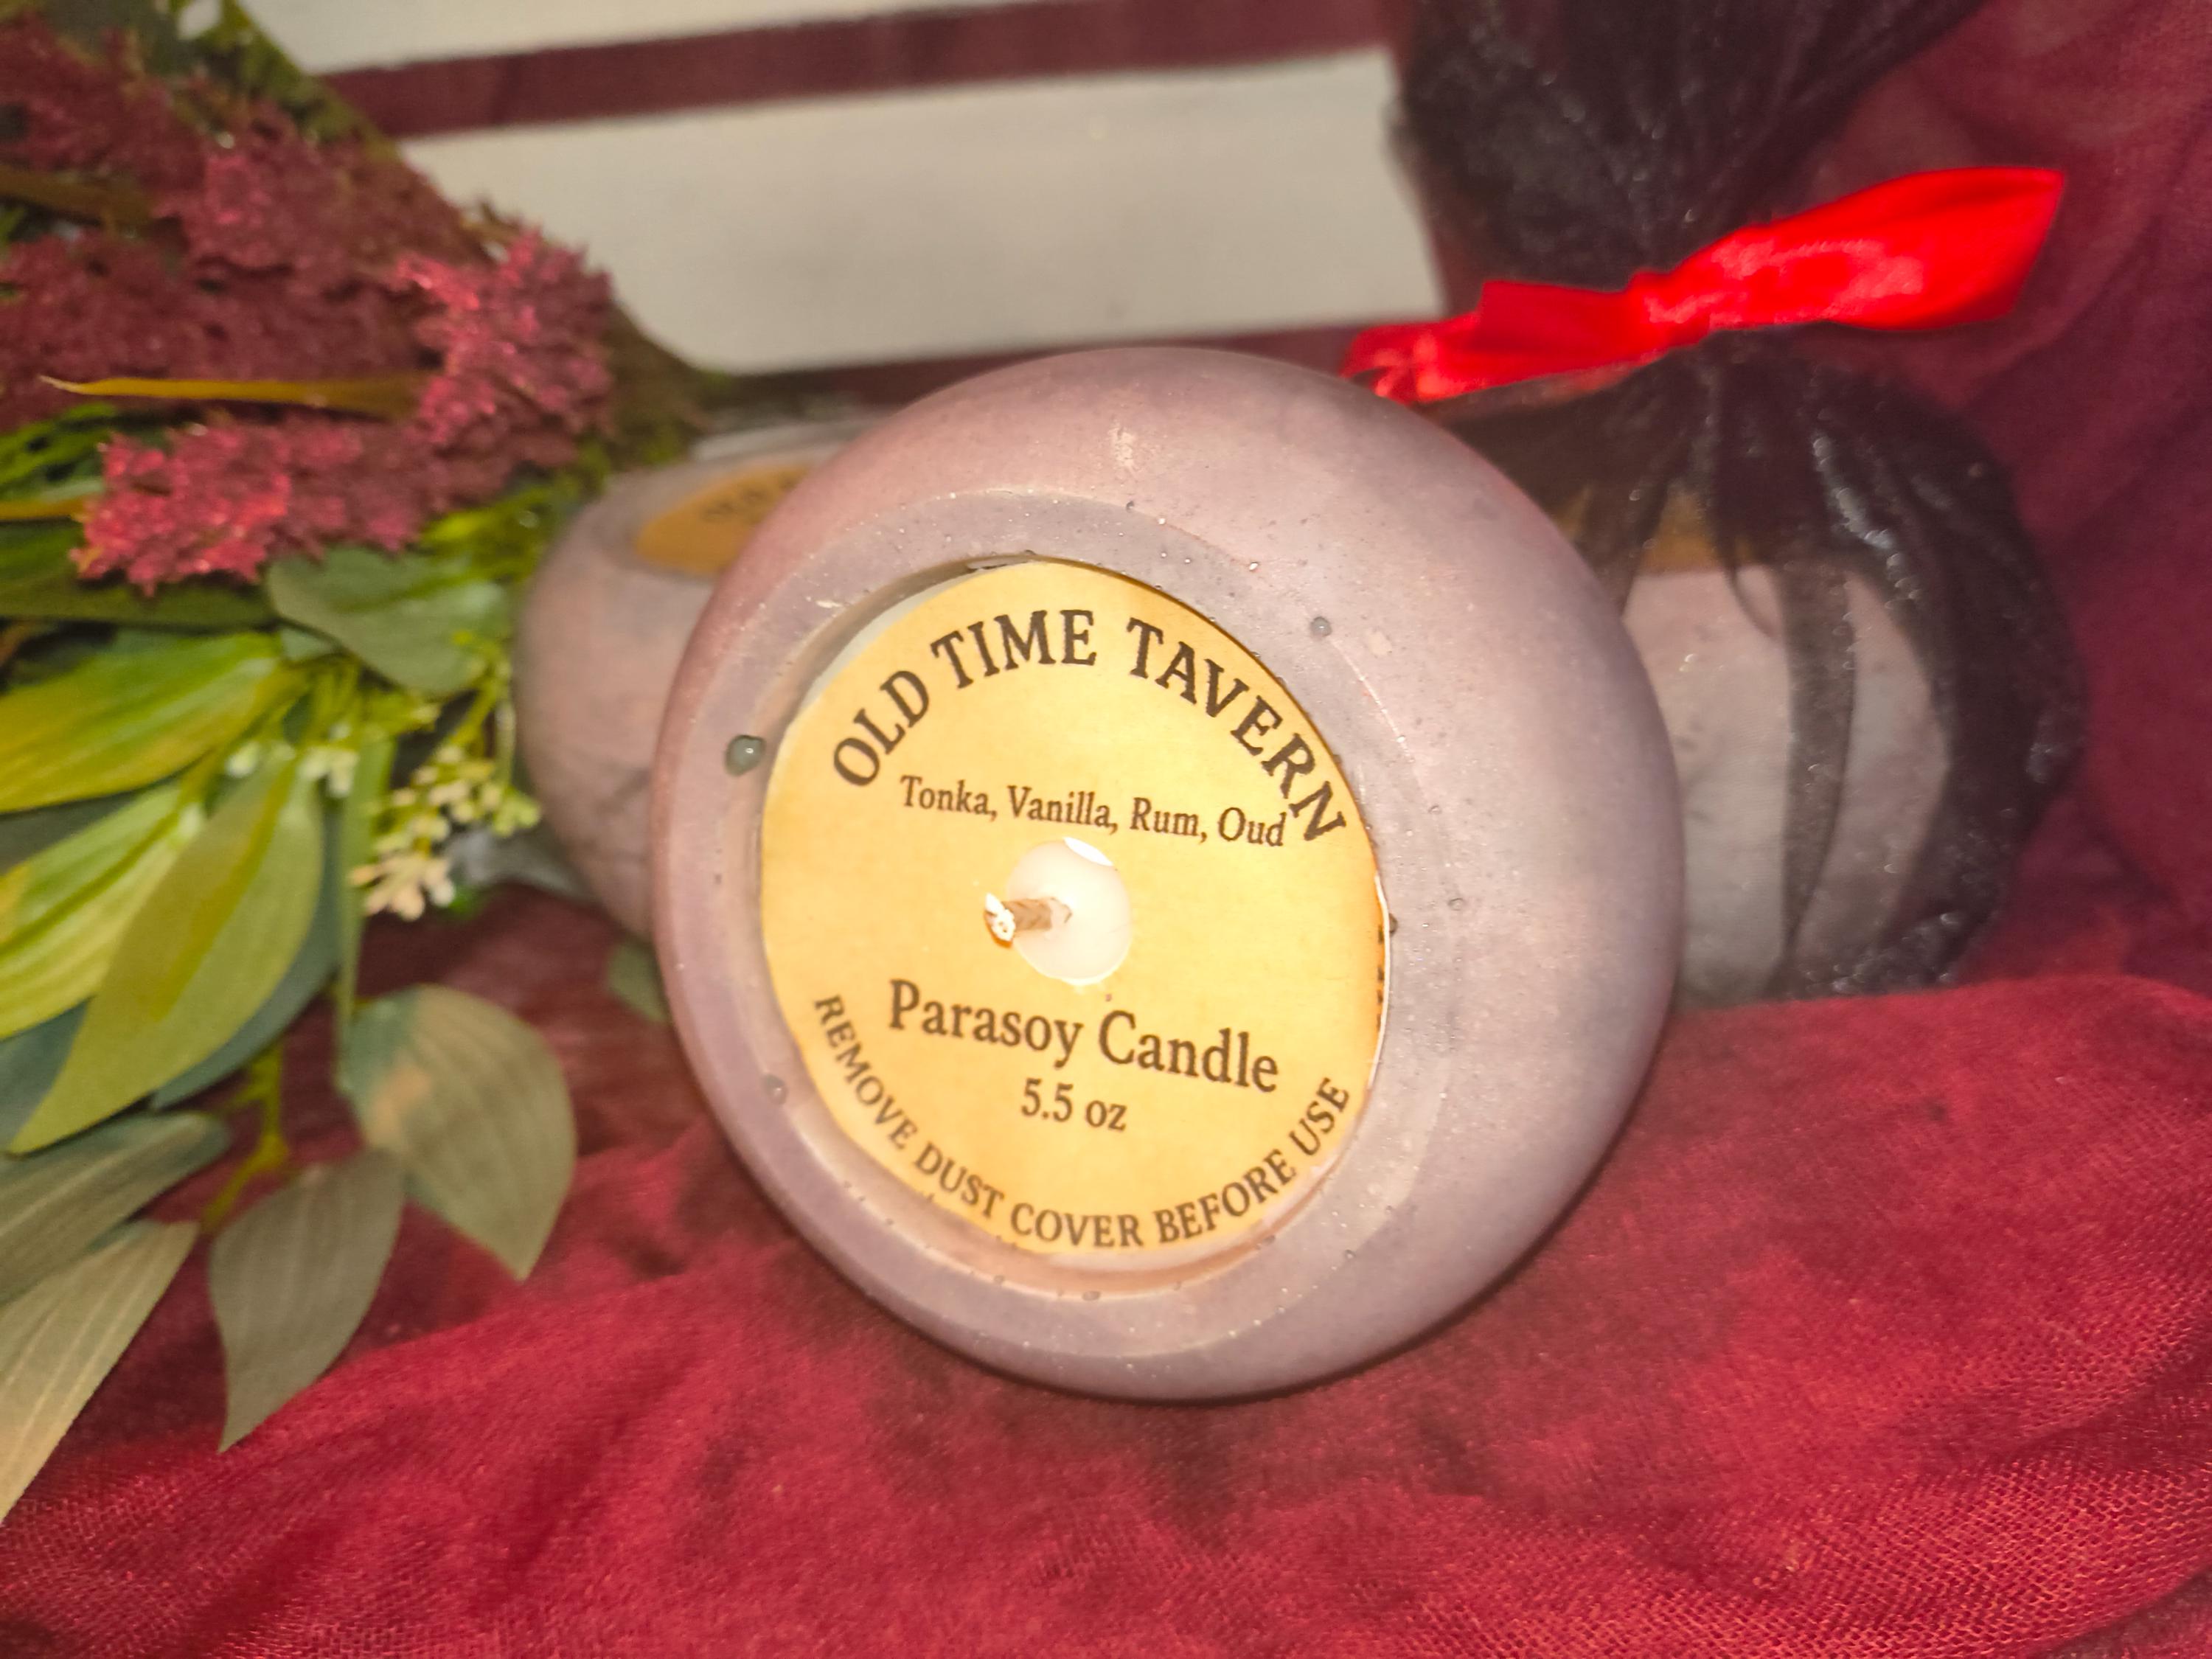 OLD TIME TAVERN
Tonka, Vanilla, Rum, Oud
Parasoy Candle
5.5 oz
REMOVE DUST COVER BEFORE USE